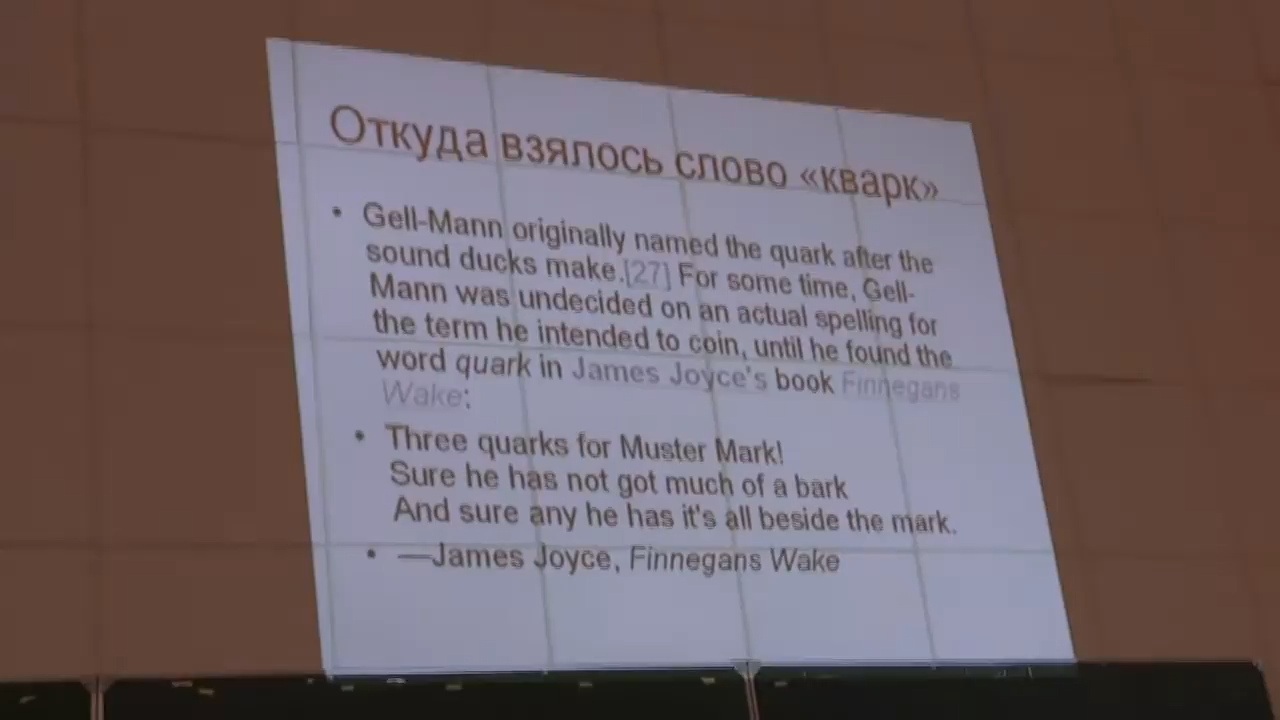 Откуда взялось слово «кварк»
• Gell-Mann originally named the quark after the
sound ducks make.[27] For some time, Gell-
Mann was undecided on an actual spelling for
the term he intended to coin, until he found the
word quark in James Joyce's book Finnegans
Wake:
• Three quarks for Muster Mark!
Sure he has not got much of a bark
And sure any he has it's all beside the mark.
• —James Joyce, Finnegans Wake